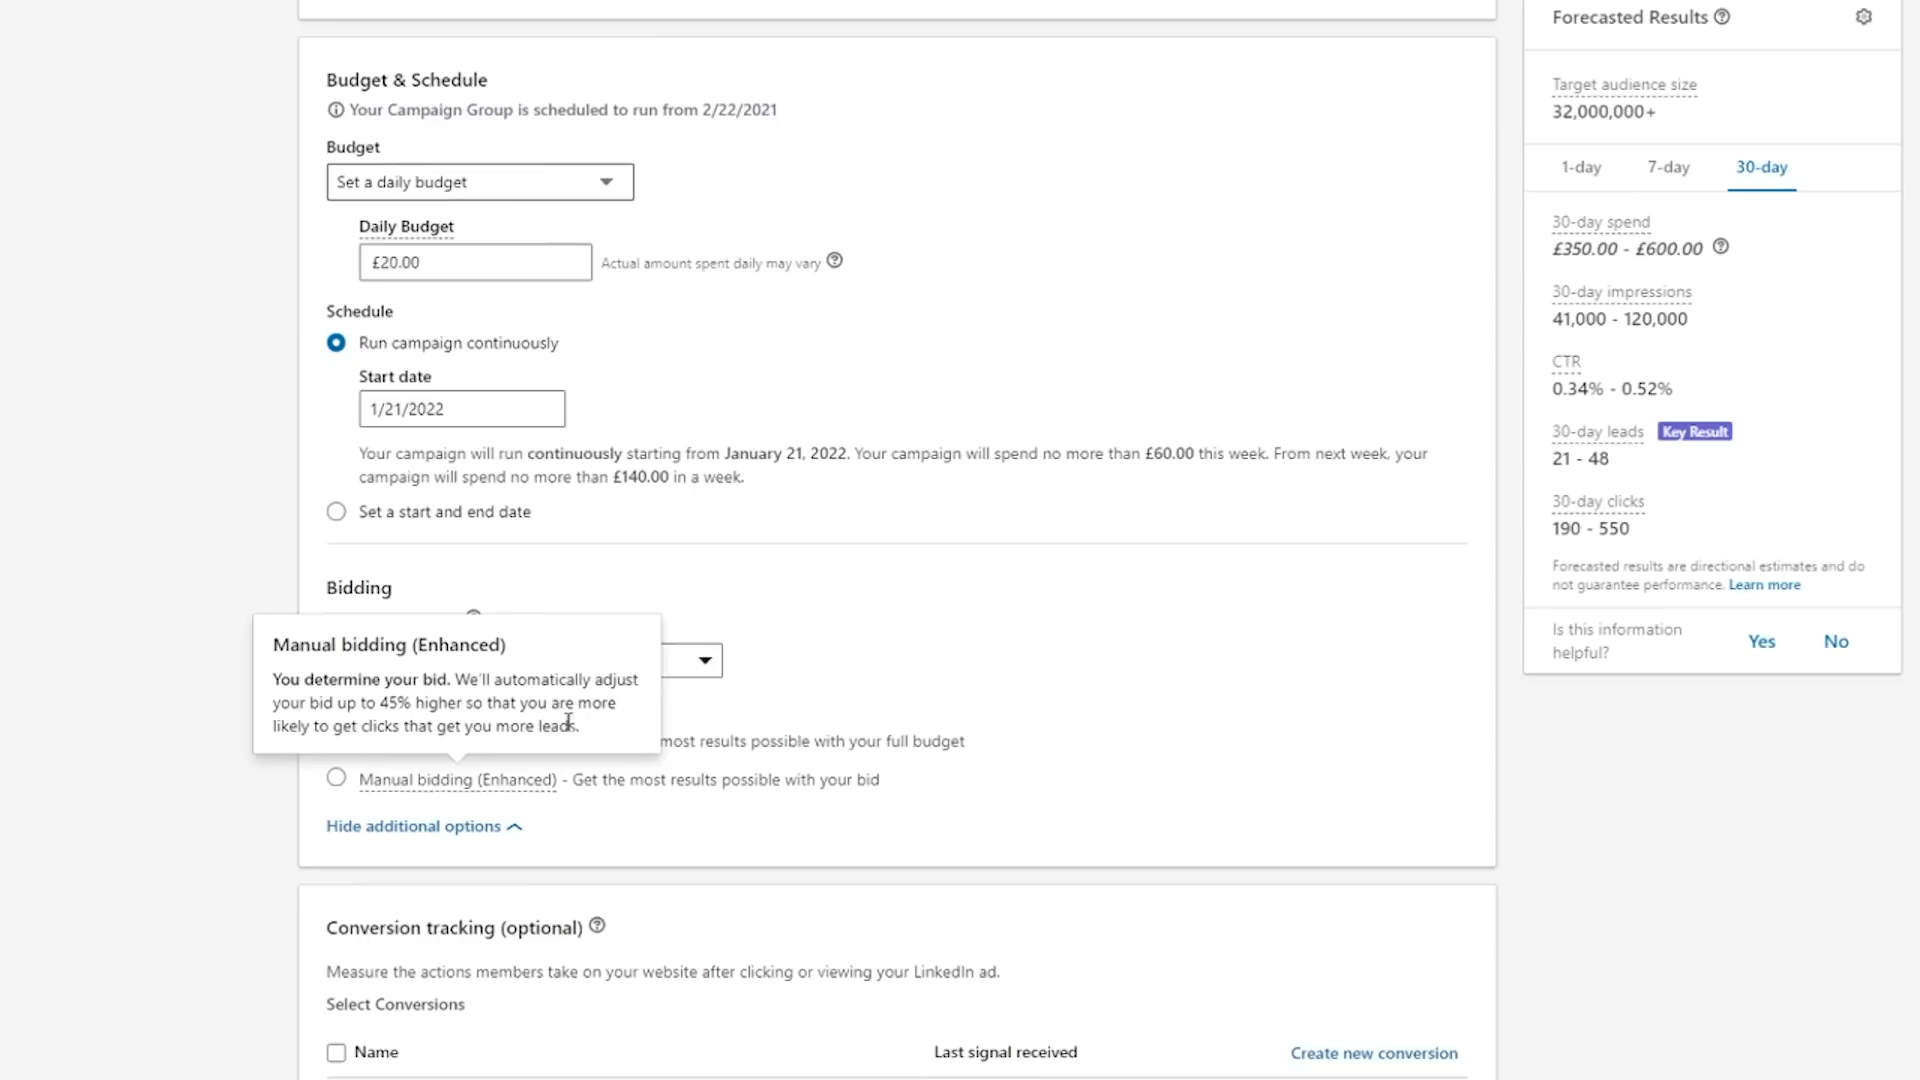 Budget & Schedule
Your Campaign Group is scheduled to run from 2/22/2021
Budget
Set a daily budget
Daily Budget
£20.00
Actual amount spent daily may vary
Schedule
Run campaign continuously
Start date
1/21/2022
Your campaign will run continuously starting from January 21, 2022. Your campaign will spend no more than £60.00 this week. From next week, your
campaign will spend no more than £140.00 in a week.
Set a start and end date
Bidding
Manual bidding (Enhanced)
You determine your bid. We'll automatically adjust
your bid up to 45% higher so that you are more
likely to get clicks that get you more leads.
most results possible with your full budget
Manual bidding (Enhanced) - Get the most results possible with your bid
Hide additional options
Conversion tracking (optional)
Measure the actions members take on your website after clicking or viewing your LinkedIn ad.
Select Conversions
Name
Last signal received
Create new conversion
Forecasted Results
Target audience size
32,000,000+
1-day
7-day
30-day
30-day spend
£350.00 - £600.00
30-day impressions
41,000 - 120,000
CTR
0.34% - 0.52%
30-day leads
Key Result
21 - 48
30-day clicks
190 - 550
Forecasted results are directional estimates and do
not guarantee performance. Learn more
Is this information
helpful?
Yes
No